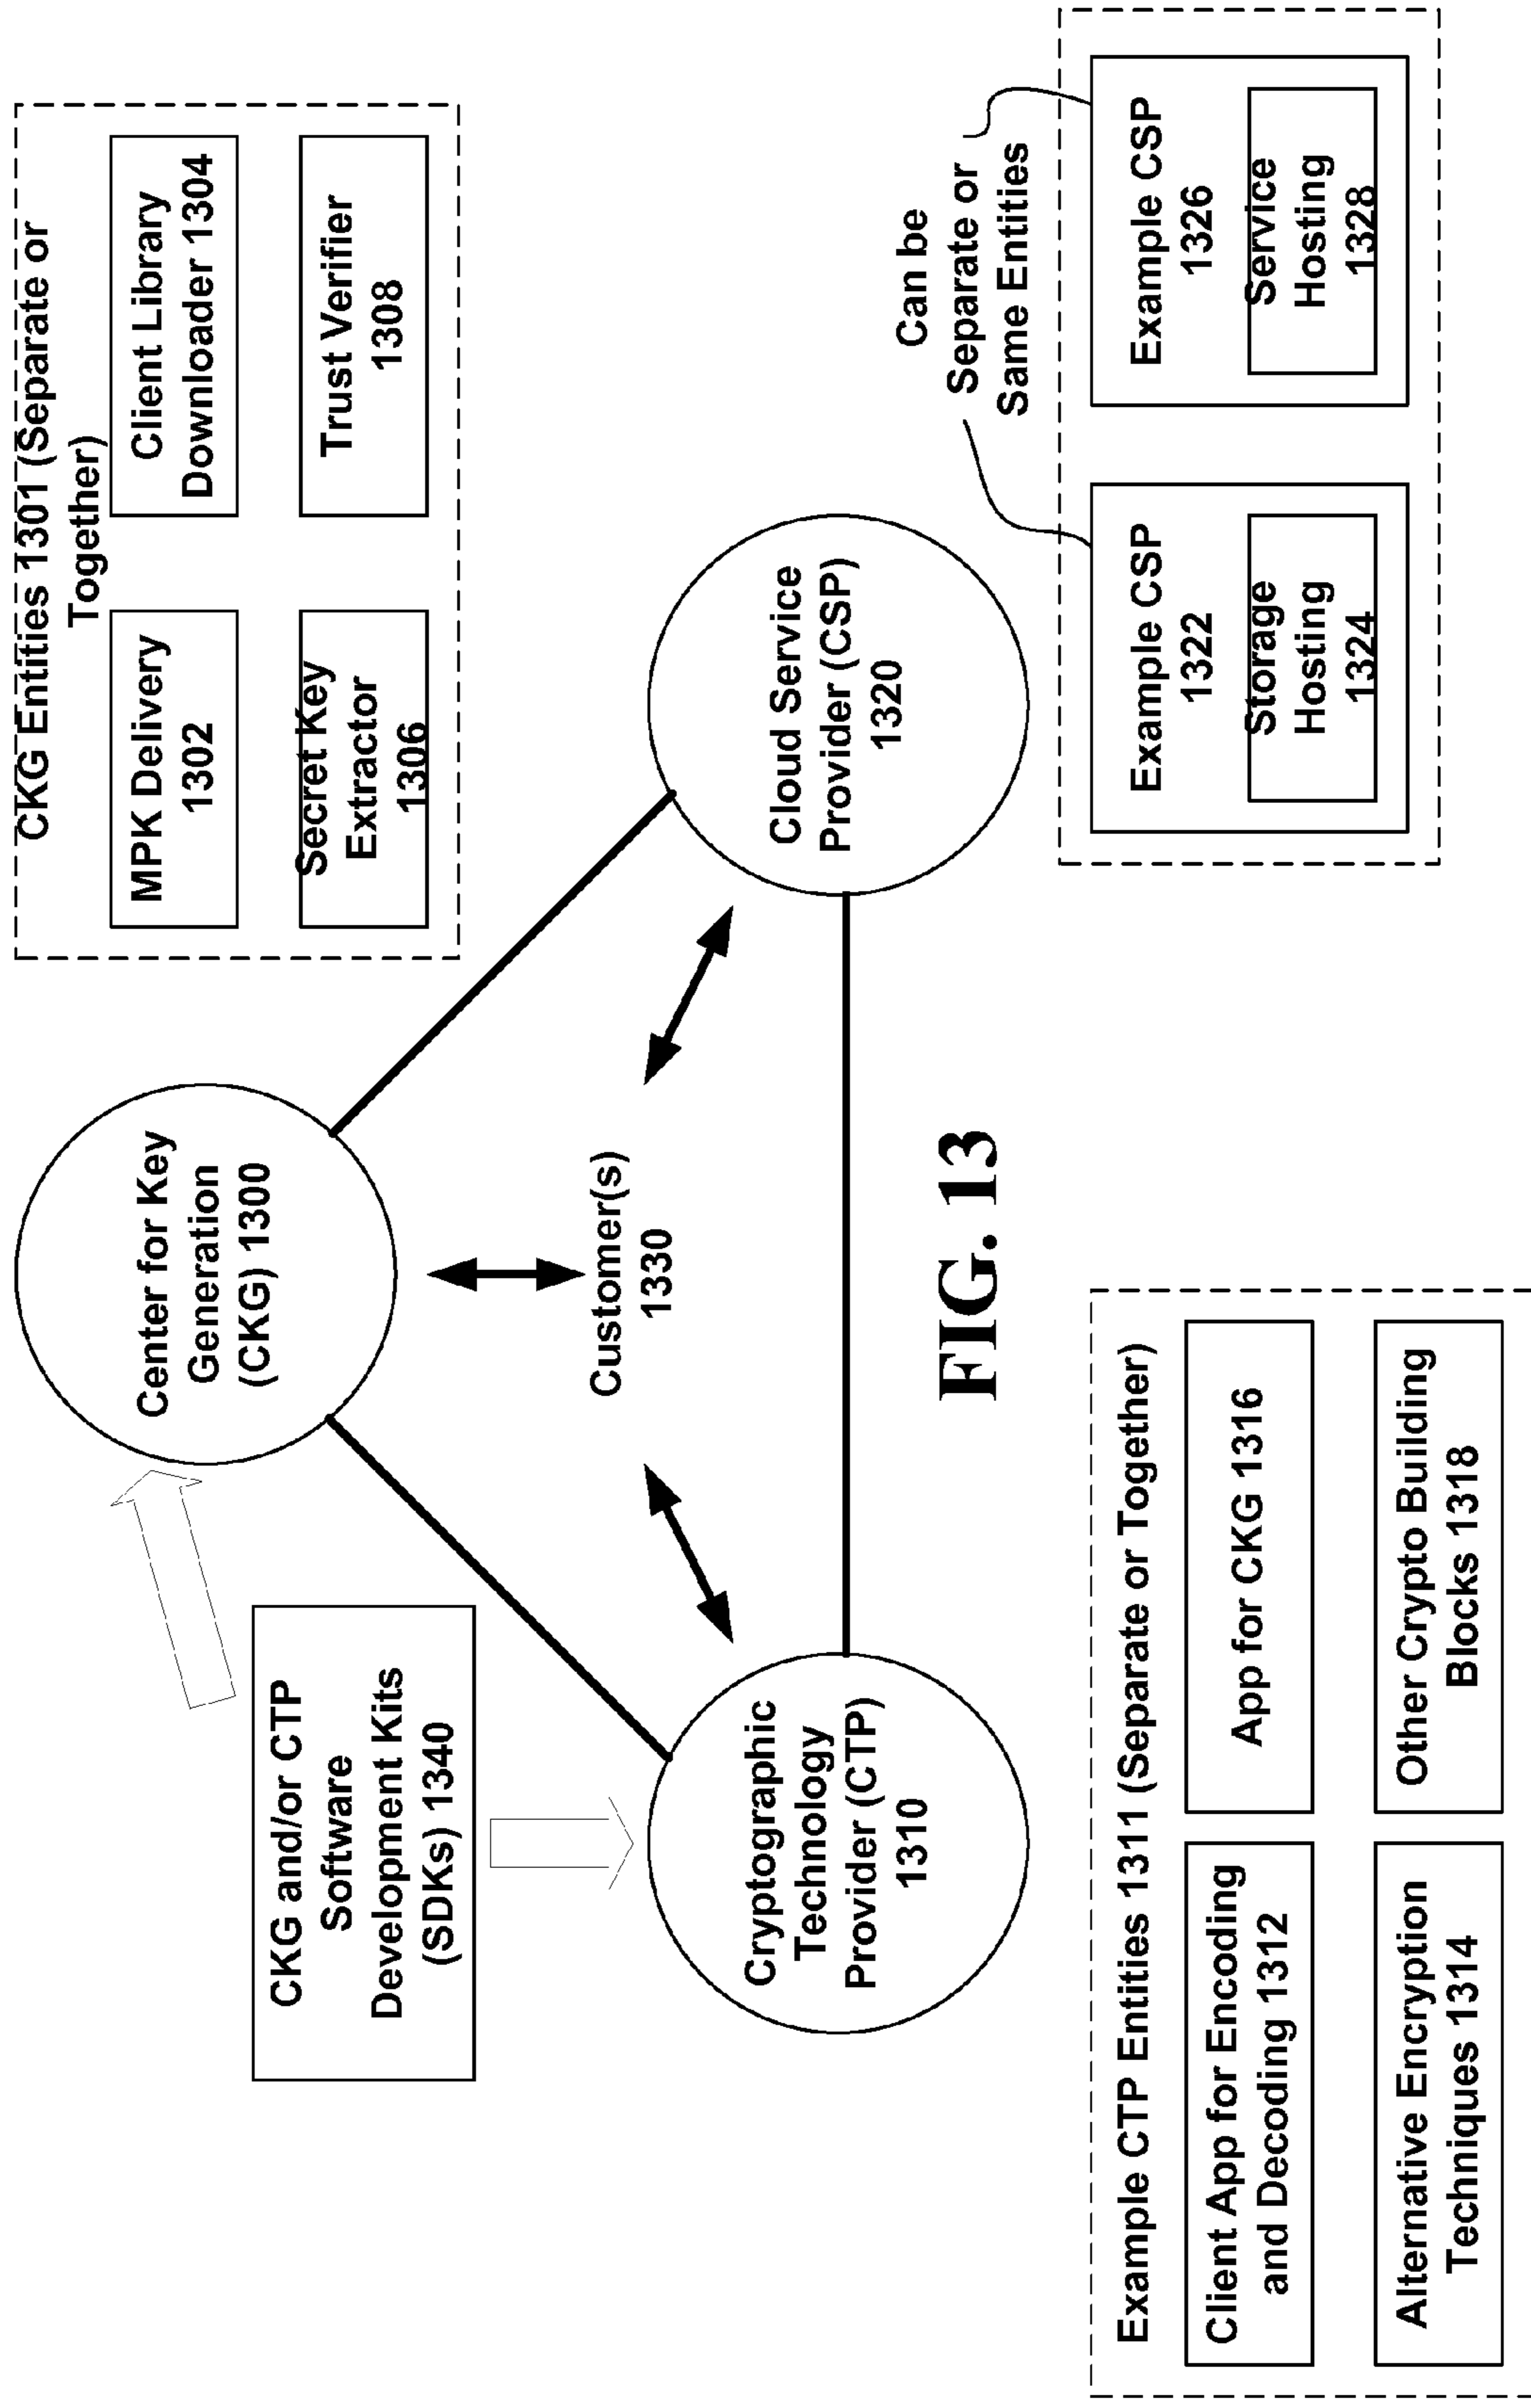 CKG Entities 1301 (Separate or
Together)
MPK Delivery
1302
Client Library
Downloader 1304
Secret Key
Extractor
1306
Trust Verifier
1308
Center for Key
Generation
(CKG) 1300
CKG and/or CTP
Software
Development Kits
(SDKs) 1340
Customer(s)
1330
Cryptographic
Technology
Provider (CTP)
1310
Cloud Service
Provider (CSP)
1320
Can be
Separate or
Same Entities
FIG. 13
Example CTP Entities 1311 (Separate or Together)
Client App for Encoding
and Decoding 1312
App for CKG 1316
Alternative Encryption
Techniques 1314
Other Crypto Building
Blocks 1318
Example CSP
1322
Storage
Hosting
1324
Example CSP
1326
Service
Hosting
1328